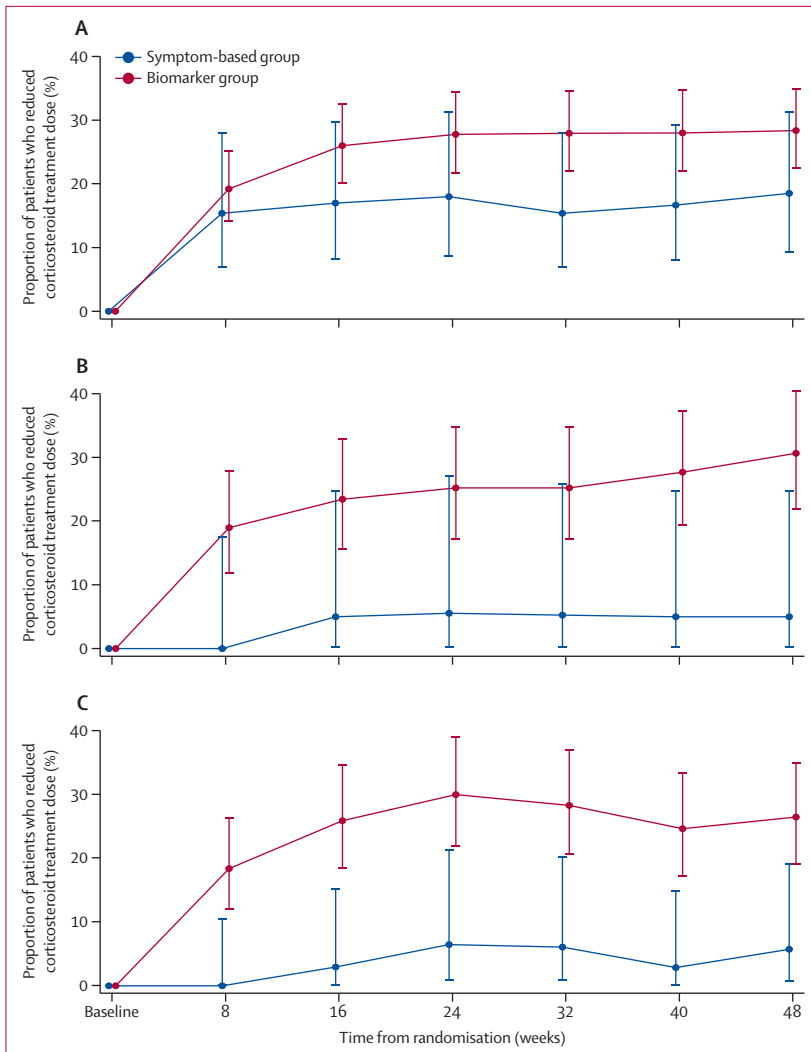 A
Symptom-based group
Biomarker group
Proportion of patients who reduced
corticosteroid treatment dose (%)
40
30
20
10
0
B
Proportion of patients who reduced
corticosteroid treatment dose (%)
40
30
20
10
0
C
Proportion of patients who reduced
corticosteroid treatment dose (%)
40
30
20
10
0
Baseline 8 16 24 32 40 48
Time from randomisation (weeks)